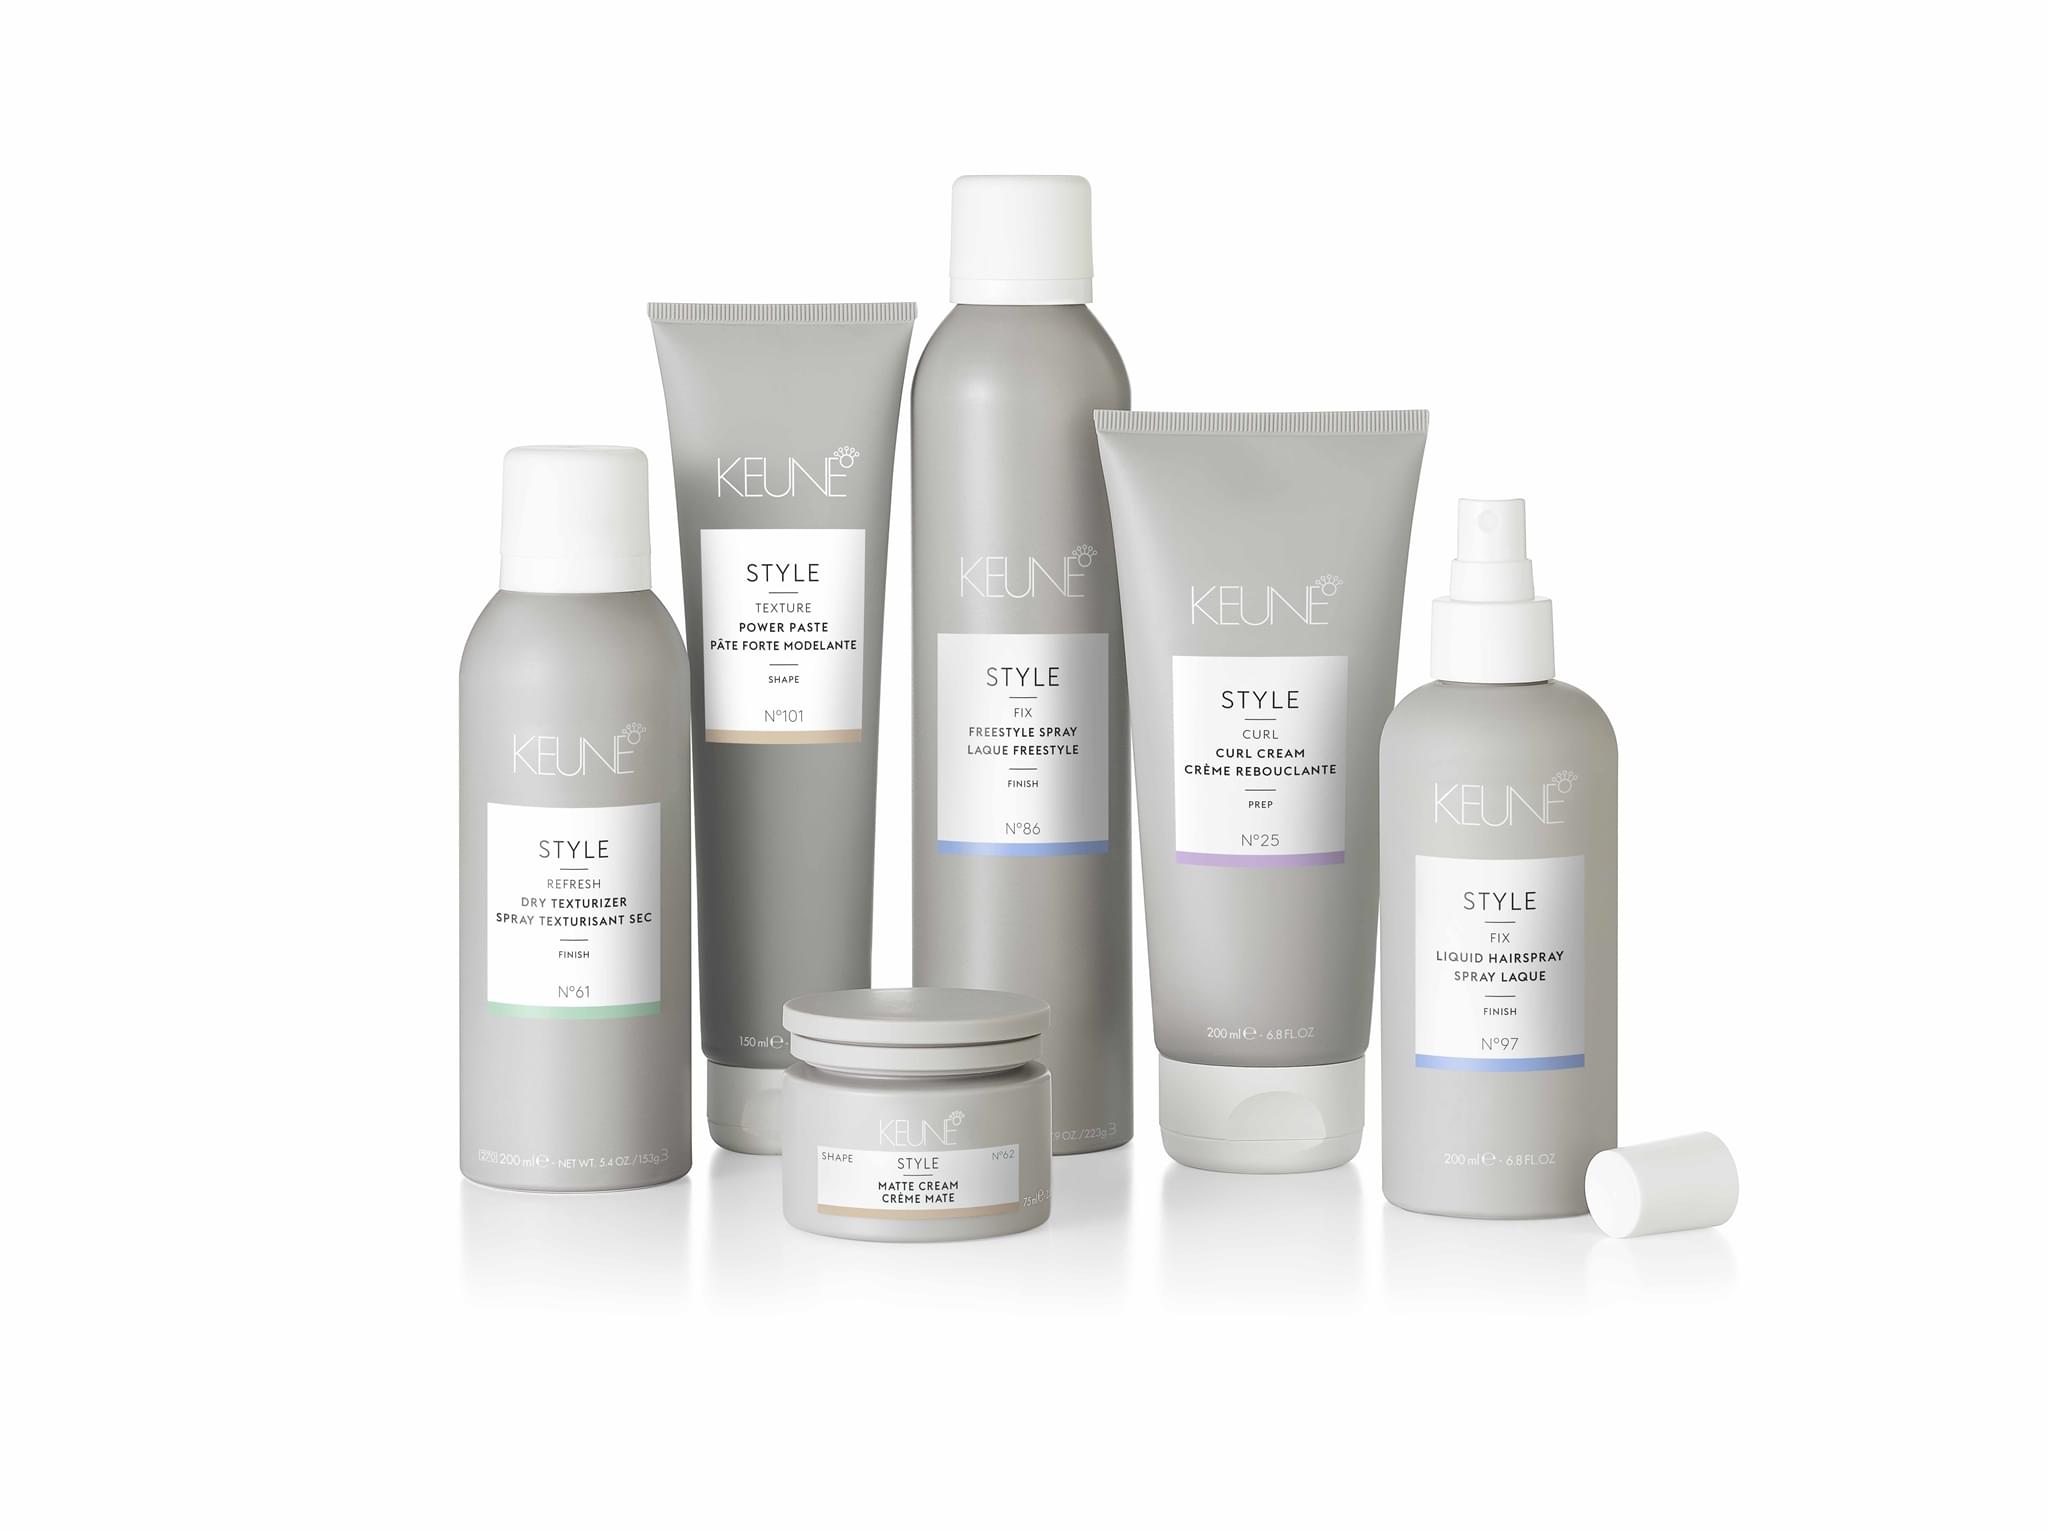 KEUNE
STYLE
REFRESH
DRY TEXTURIZER
SPRAY TEXTURISANT SEC
FINISH
N°61
200 ml ℮ - NET WT. 5.4 OZ./153g
KEUNE
STYLE
TEXTURE
POWER PASTE
PÂTE FORTE MODELANTE
SHAPE
N°101
150 ml ℮ -
KEUNE
STYLE
FIX
FREESTYLE SPRAY
LAQUE FREESTYLE
FINISH
N°86
OZ./223g
KEUNE
SHAPE
STYLE
N°62
MATTE CREAM
CRÈME MATE
75 ml ℮
KEUNE
STYLE
CURL
CURL CREAM
CRÈME REBOUCLANTE
PREP
N°25
200 ml ℮ - 6.8 FL.OZ
KEUNE
STYLE
FIX
LIQUID HAIRSPRAY
SPRAY LAQUE
FINISH
N°97
200 ml ℮ - 6.8 FL.OZ